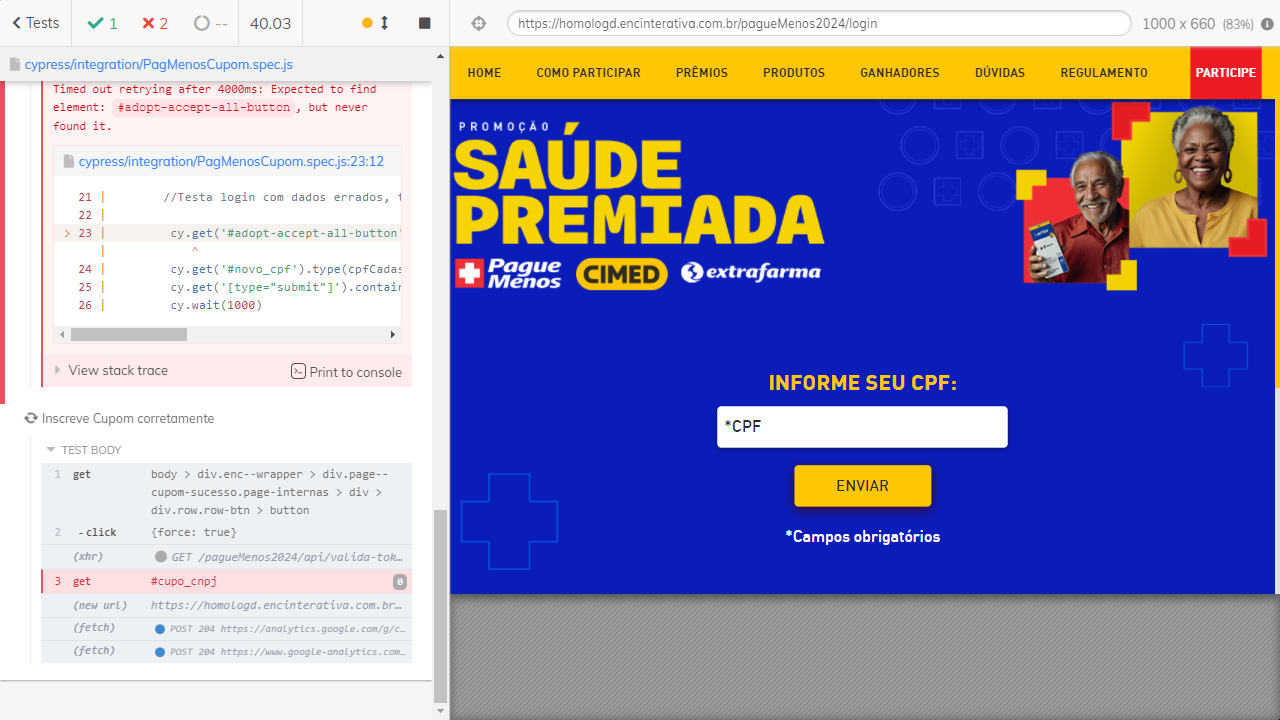 Tests
1
2
--
40.03
https://homologd.encinterativa.com.br/pagueMenos2024/login
1000 x 660 (83%)
cypress/integration/PagMenosCupom.spec.js
Timed out retrying after 4000ms: Expected to find
element: #adopt-accept-all-button, but never
found it.
cypress/integration/PagMenosCupom.spec.js:23:12
21 | //Testa login com dados errados, t
22 |
> 23 | cy.get('#adopt-accept-all-button'
| ^
24 | cy.get('#novo_cpf').type(cpfCadas
25 | cy.get('[type="submit"]').contain
26 | cy.wait(1000)
View stack trace
Print to console
Inscreve Cupom corretamente
TEST BODY
1 get body > div.enc--wrapper > div.page--
cupom-sucesso.page-internas > div >
div.row.row-btn > button
2 -click {force: true}
(xhr) GET /pagueMenos2024/api/valida-tok...
3 get #cupo_cnpj 0
(new url) https://homologd.encinterativa.com.br...
(fetch) POST 204 https://analytics.google.com/g/c...
(fetch) POST 204 https://www.google-analytics.com...
HOME
COMO PARTICIPAR
PRÊMIOS
PRODUTOS
GANHADORES
DÚVIDAS
REGULAMENTO
PARTICIPE
PROMOÇÃO
SAÚDE
PREMIADA
Pague
Menos
CIMED
extrafarma
INFORME SEU CPF:
*CPF
ENVIAR
*Campos obrigatórios